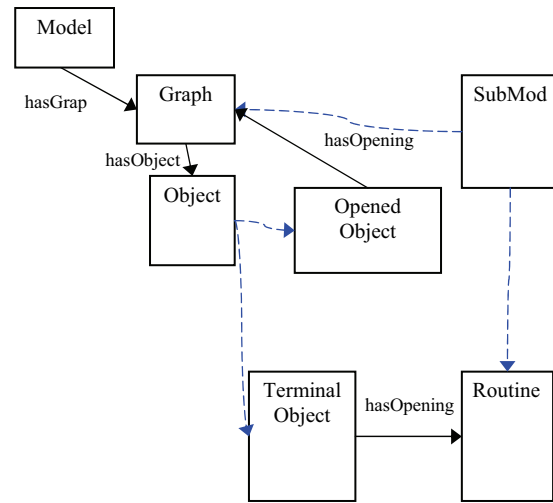 Model
hasGrap
Graph
SubMod
hasOpening
hasObject
Object
Opened
Object
Terminal
Object
hasOpening
Routine